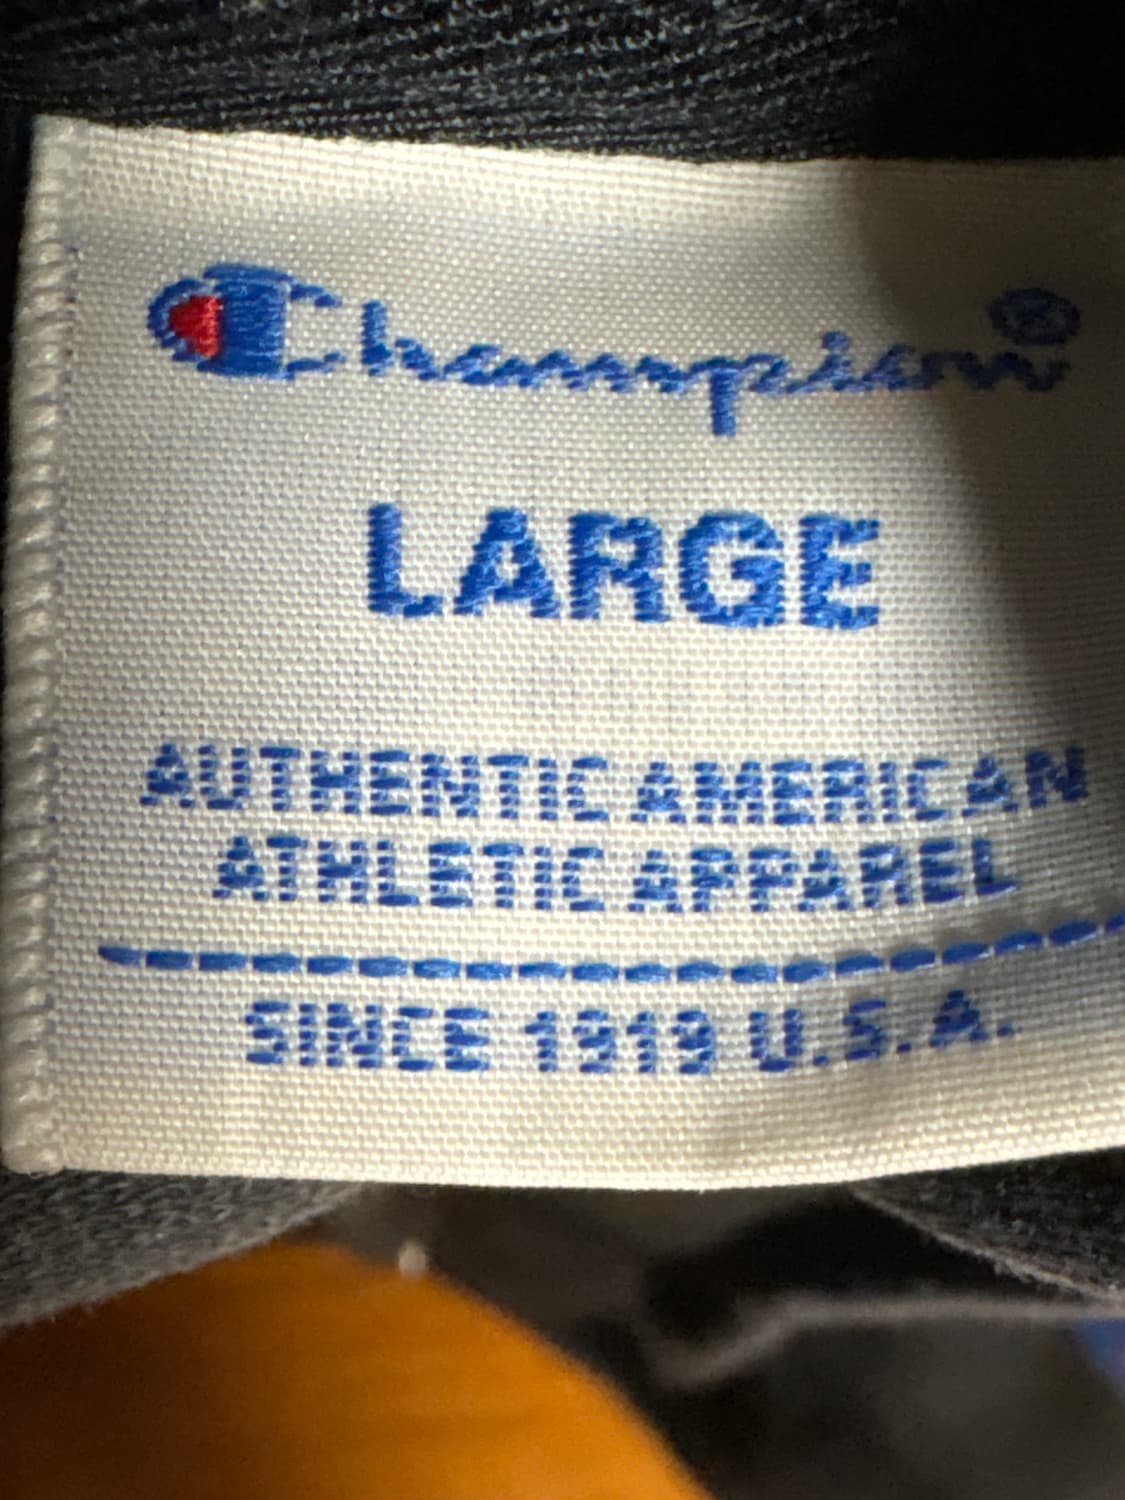 Champion®
LARGE
AUTHENTIC AMERICAN
ATHLETIC APPAREL
SINCE 1919 U.S.A.